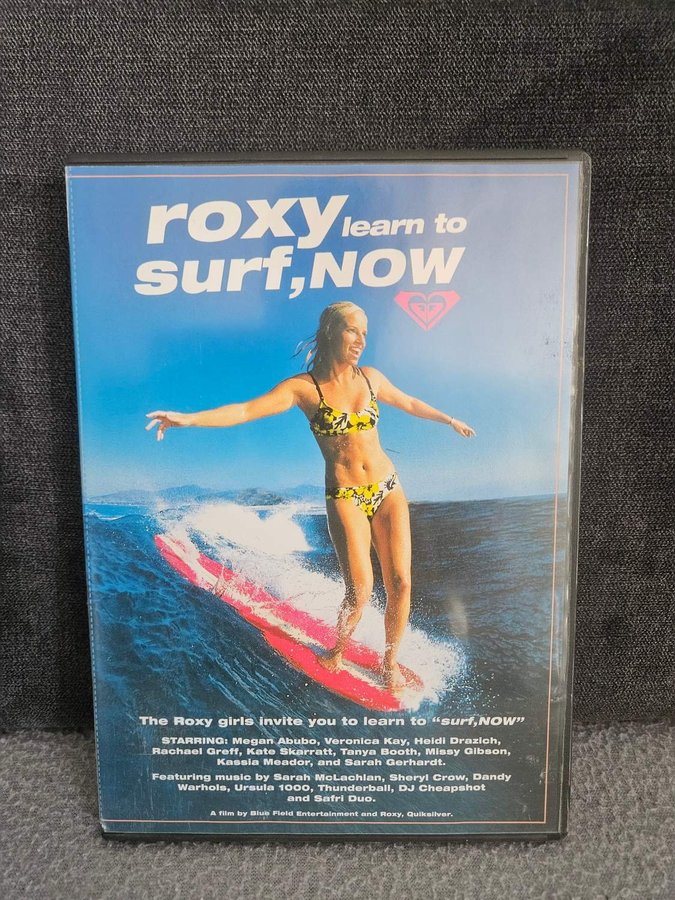 roxy learn to
surf,NOW
The Roxy girls invite you to learn to "surf,NOW"
STARRING: Megan Abubo, Veronica Kay, Heidi Drazich,
Rachael Greff, Kate Skarratt, Tanya Booth, Missy Gibson,
Kassia Meador, and Sarah Gerhardt.
Featuring music by Sarah McLachlan, Sheryl Crow, Dandy
Warhols, Ursula 1000, Thunderball, DJ Cheapshot
and Safri Duo.
A film by Blue Field Entertainment and Roxy, Quiksilver.